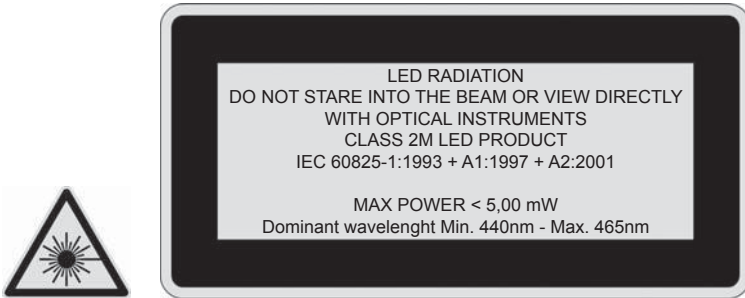 LED RADIATION
DO NOT STARE INTO THE BEAM OR VIEW DIRECTLY
WITH OPTICAL INSTRUMENTS
CLASS 2M LED PRODUCT
IEC 60825-1:1993 + A1:1997 + A2:2001
MAX POWER < 5,00 mW
Dominant wavelenght Min. 440nm - Max. 465nm